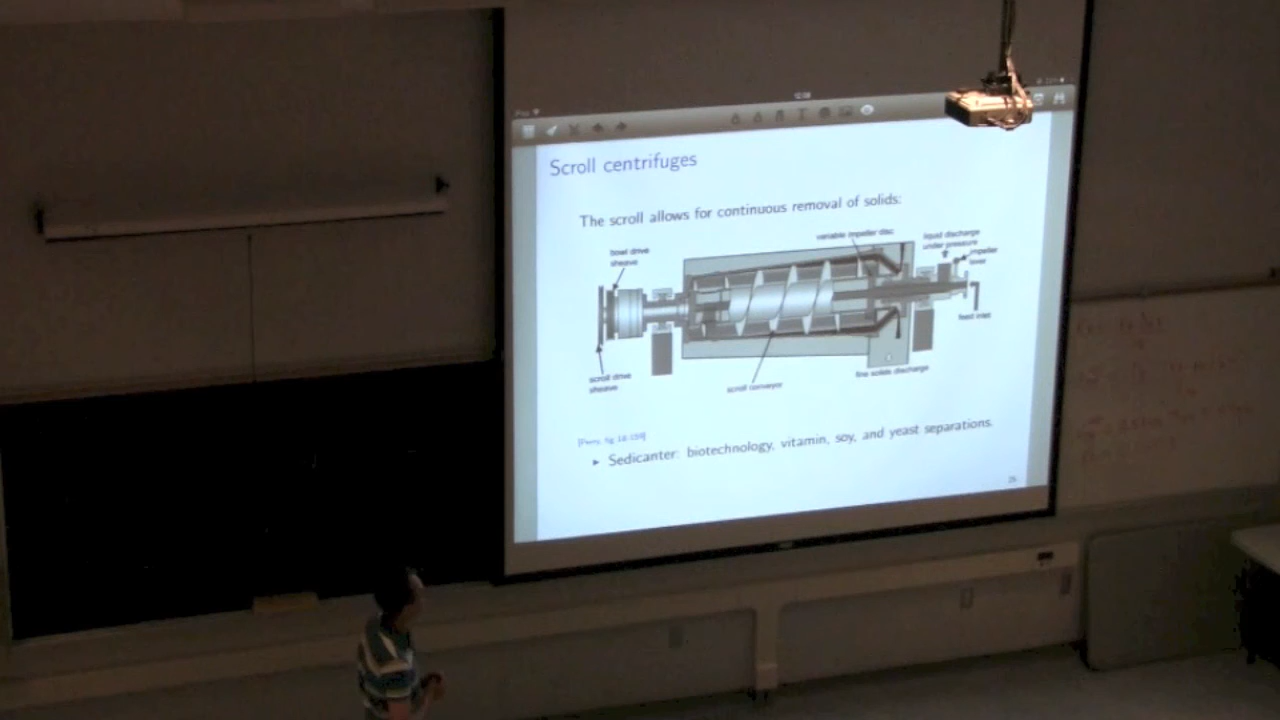 12:38
Scroll centrifuges
The scroll allows for continuous removal of solids:
bowl drive
sheave
variable impeller disc
liquid discharge
under pressure
impeller
feed inlet
scroll drive
sheave
scroll conveyor
fine solids discharge
▸ Sedicanter: biotechnology, vitamin, soy, and yeast separations.